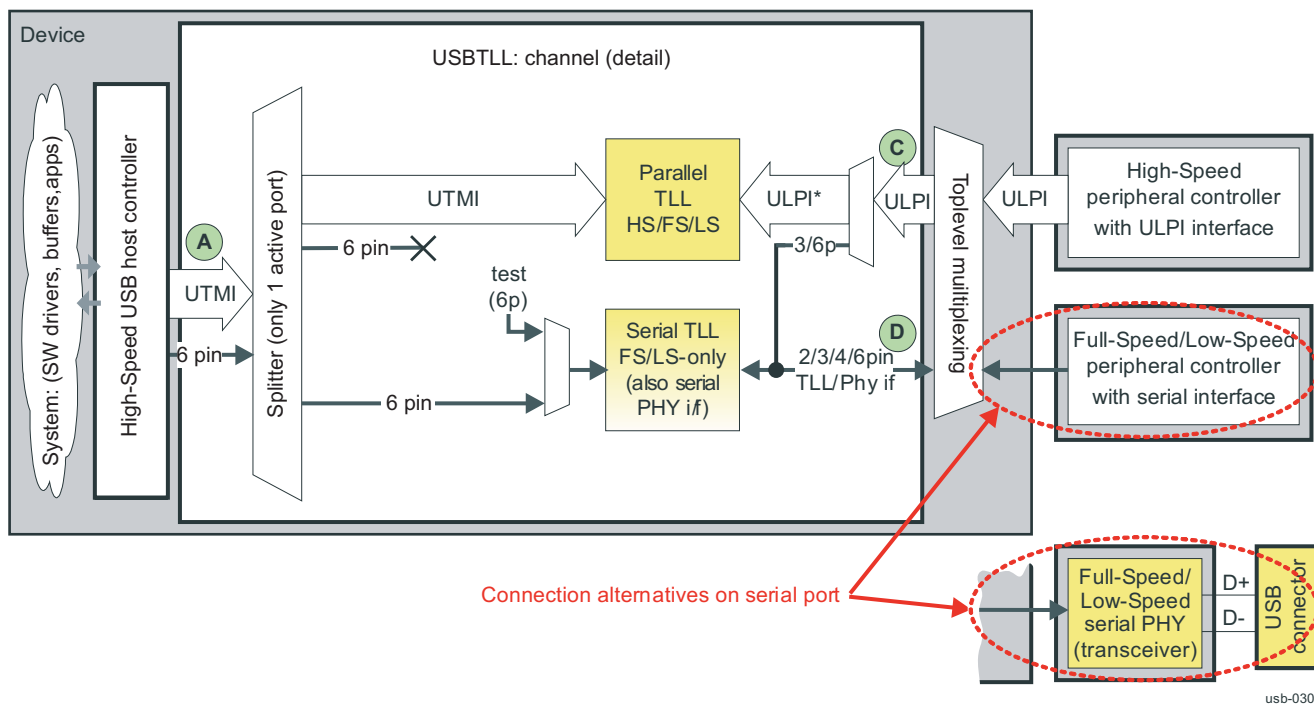 Device
USBTLL: channel (detail)
System: (SW drivers, buffers,apps)
High-Speed USB host controller
A
UTMI
6 pin
Splitter (only 1 active port)
UTMI
6 pin
test
(6p)
6 pin
Parallel
TLL
HS/FS/LS
Serial TLL
FS/LS-only
(also serial
PHY i/f)
ULPI*
C
ULPI
3/6p
D
2/3/4/6pin
TLL/Phy if
Toplevel muiltiplexing
ULPI
High-Speed
peripheral controller
with ULPI interface
Full-Speed/Low-Speed
peripheral controller
with serial interface
Connection alternatives on serial port
Full-Speed/
Low-Speed
serial PHY
(transceiver)
D+
D-
USB
connector
usb-030